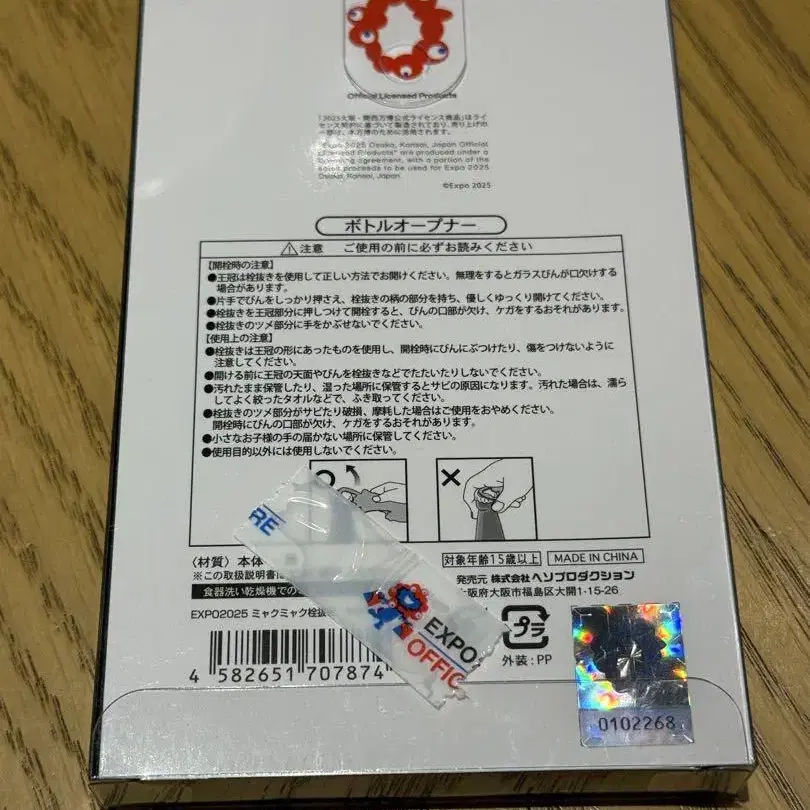 Official Licensed Products
「2025大阪・関西万博公式ライセンス商品」はライ
センス契約に基づいて製造されており、売り上げの
一部は、本万博のために活用されます。
"Expo 2025 Osaka, Kansai, Japan Official
Licensed Products" are produced under a
licensing agreement, with a portion of the
sales proceeds to be used for Expo 2025
Osaka, Kansai, Japan.
©Expo 2025
ボトルオープナー
⚠注意 ご使用の前に必ずお読みください
【開栓時の注意】
●王冠は栓抜きを使用して正しい方法でお開けください。無理をするとガラスびんが口欠けする
場合があります。
●片手でびんをしっかり押さえ、栓抜きの柄の部分を持ち、優しくゆっくり開けてください。
●栓抜きを王冠部分に押しつけて開栓すると、びんの口部が欠け、ケガをするおそれがあります。
●栓抜きのツメ部分に手をかぶせないでください。
【使用上の注意】
●栓抜きは王冠の形にあったものを使用し、開栓時にびんにぶつけたり、傷をつけないように
注意してください。
●開ける前に王冠の天面やびんを栓抜きなどでたたいたりしないでください。
●汚れたまま保管したり、湿った場所に保管するとサビの原因になります。汚れた場合は、濡ら
してよく絞ったタオルなどで、ふき取ってください。
●栓抜きのツメ部分がサビたり破損、摩耗した場合はご使用をおやめください。
開栓時にびんの口部が欠け、ケガをするおそれがあります。
●小さなお子様の手の届かない場所に保管してください。
●使用目的以外には使用しないでください。
〈材質〉本体
※この取扱説明書は
食器洗い乾燥機での
EXPO2025 ミャクミャク栓抜
対象年齢15歳以上 MADE IN CHINA
発売元 株式会社ヘソプロダクション
大阪府大阪市福島区大開1-15-26
プラ
外装:PP
4 582651 707874
RE
EXPO
OFFIC
0102268